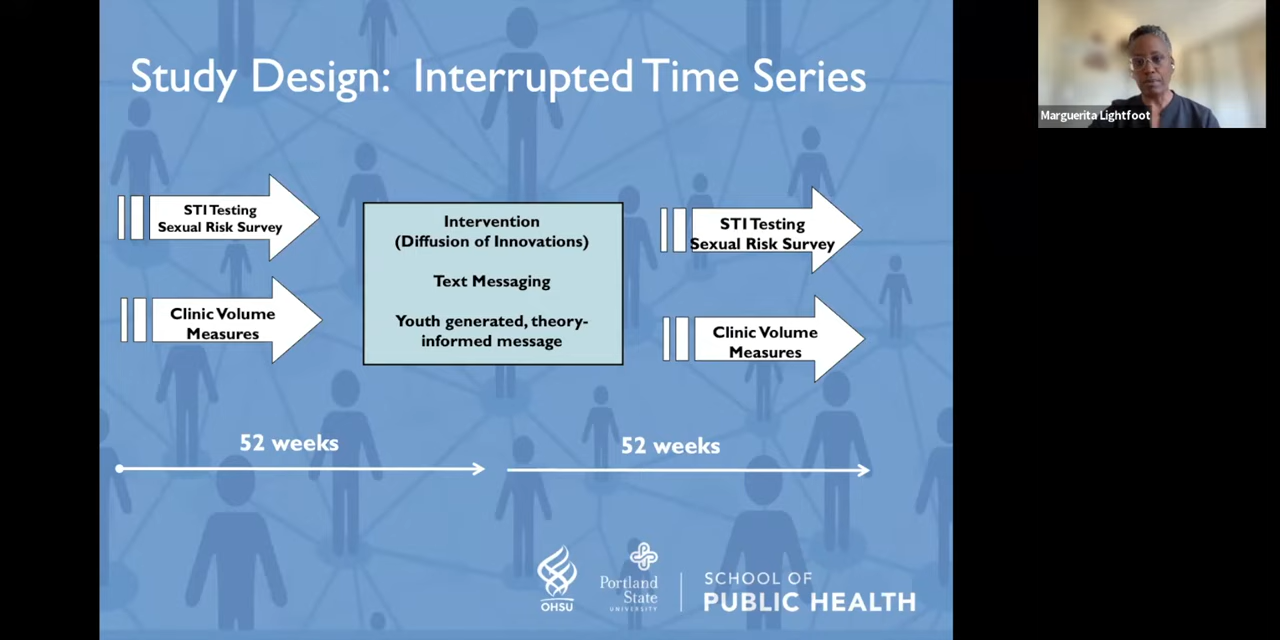 Study Design: Interrupted Time Series
Marguerita Lightfoot
STI Testing
Sexual Risk Survey
Clinic Volume
Measures
Intervention
(Diffusion of Innovations)
Text Messaging
Youth generated, theory-
informed message
STI Testing
Sexual Risk Survey
Clinic Volume
Measures
52 weeks
52 weeks
OHSU
Portland
State
UNIVERSITY
SCHOOL OF
PUBLIC HEALTH